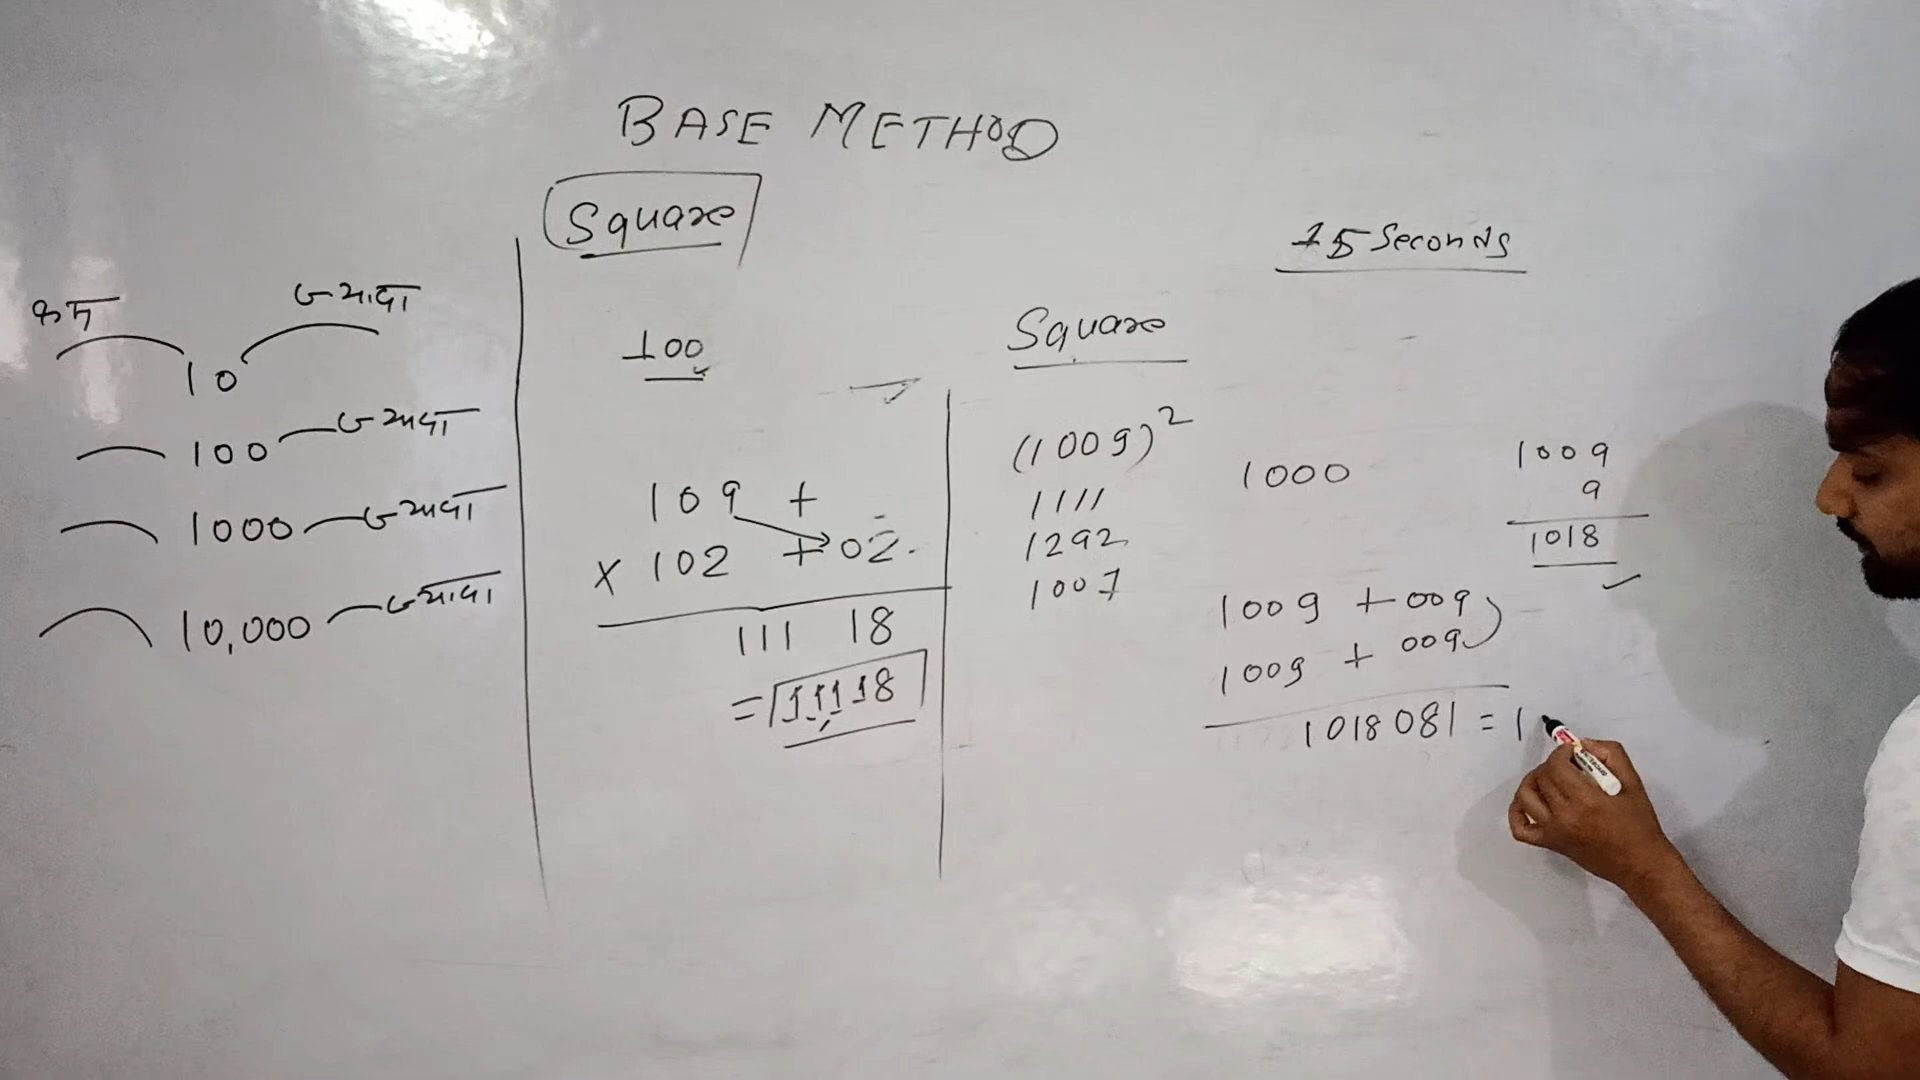 BASE METHOD
Square
15 Seconds
कम
ज्यादा
10
100 ज्यादा
1000 ज्यादा
10,000 ज्यादा
100
109 +
× 102 + 02.
111 18
= 11118
Square
(1009)²
1111
1292
1007
1000
1009
9
1018
1009 + 009
1009 + 009
1018081 = 1